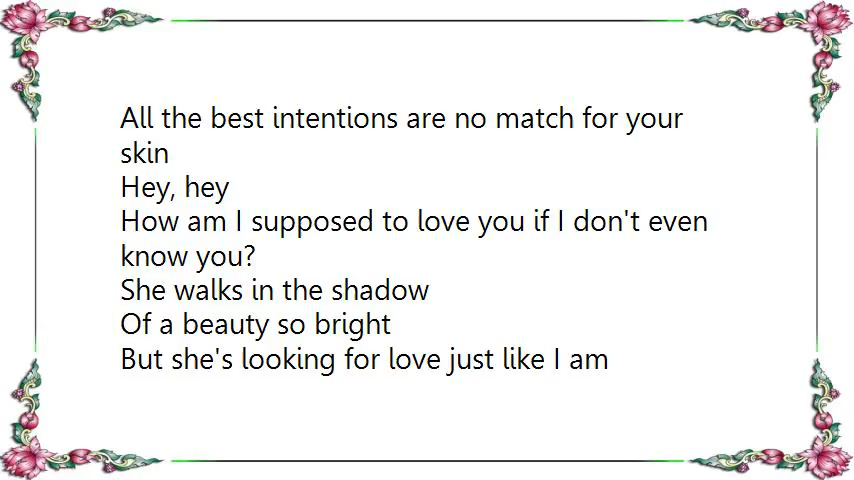 All the best intentions are no match for your
skin
Hey, hey
How am I supposed to love you if I don't even
know you?
She walks in the shadow
Of a beauty so bright
But she's looking for love just like I am